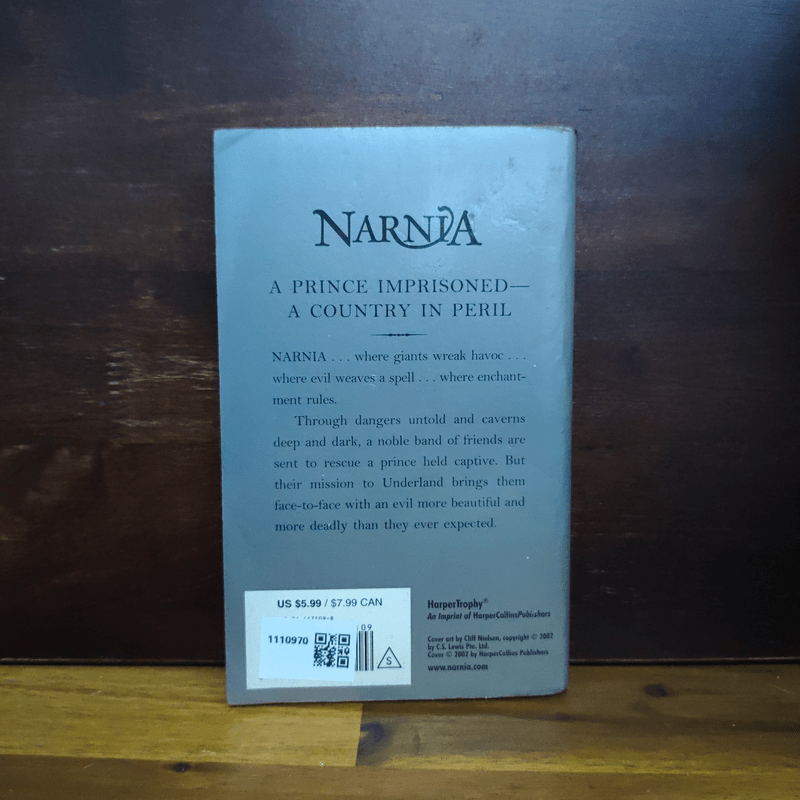 NARNIA®
A PRINCE IMPRISONED—
A COUNTRY IN PERIL
NARNIA . . . where giants wreak havoc . . .
where evil weaves a spell . . . where enchant-
ment rules.
Through dangers untold and caverns
deep and dark, a noble band of friends are
sent to rescue a prince held captive. But
their mission to Underland brings them
face-to-face with an evil more beautiful and
more deadly than they ever expected.
US $5.99 / $7.99 CAN
09
1110970
S
HarperTrophy®
An Imprint of HarperCollinsPublishers
Cover art by Cliff Nielsen, copyright © 2002
by C.S. Lewis Pte. Ltd.
Cover © 2002 by HarperCollins Publishers
www.narnia.com